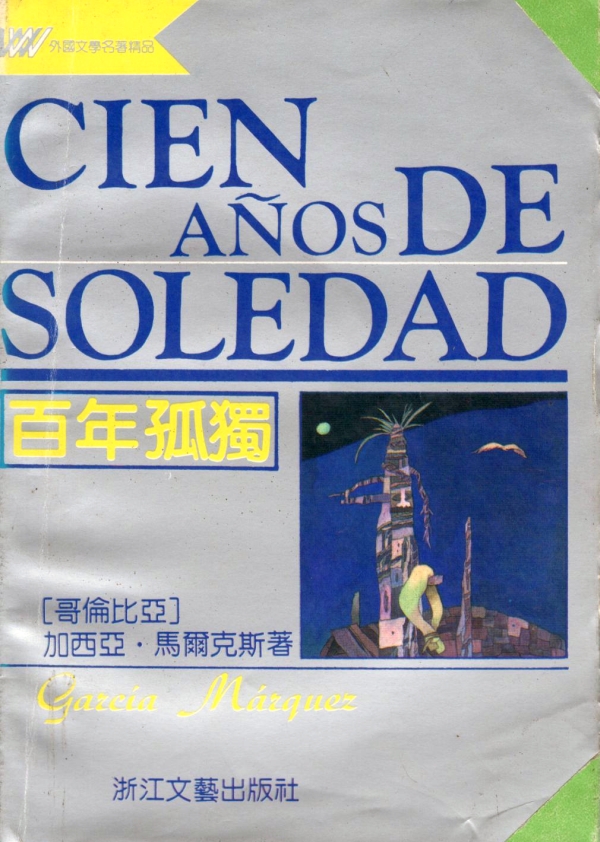 外國文學名著精品
CIEN
AÑOS DE
SOLEDAD
百年孤獨
[哥倫比亞]
加西亞·馬爾克斯著
García Márquez
浙江文藝出版社